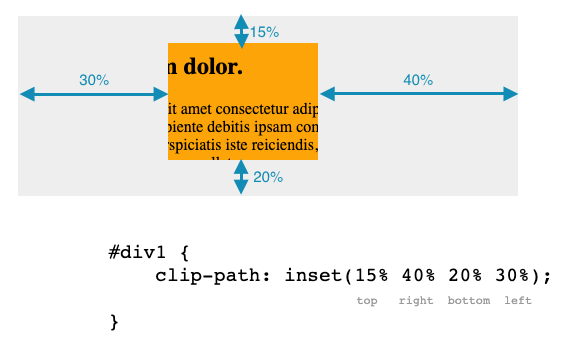 15%
n dolor.
30%
40%
it amet consectetur adip
piente debitis ipsam con
rspiciatis iste reiciendis,
20%
#div1 {
clip-path: inset(15% 40% 20% 30%);
top right bottom left
}